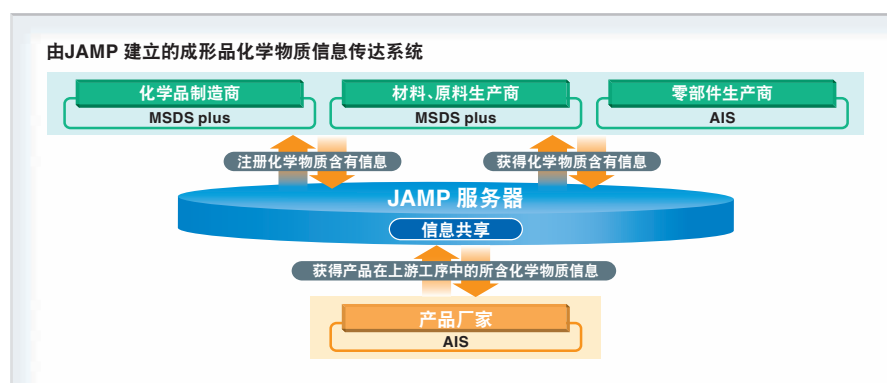 由JAMP 建立的成形品化学物质信息传达系统
化学品制造商
材料、原料生产商
零部件生产商
MSDS plus
MSDS plus
AIS
注册化学物质含有信息
获得化学物质含有信息
JAMP 服务器
信息共享
获得产品在上游工序中的所含化学物质信息
产品厂家
AIS